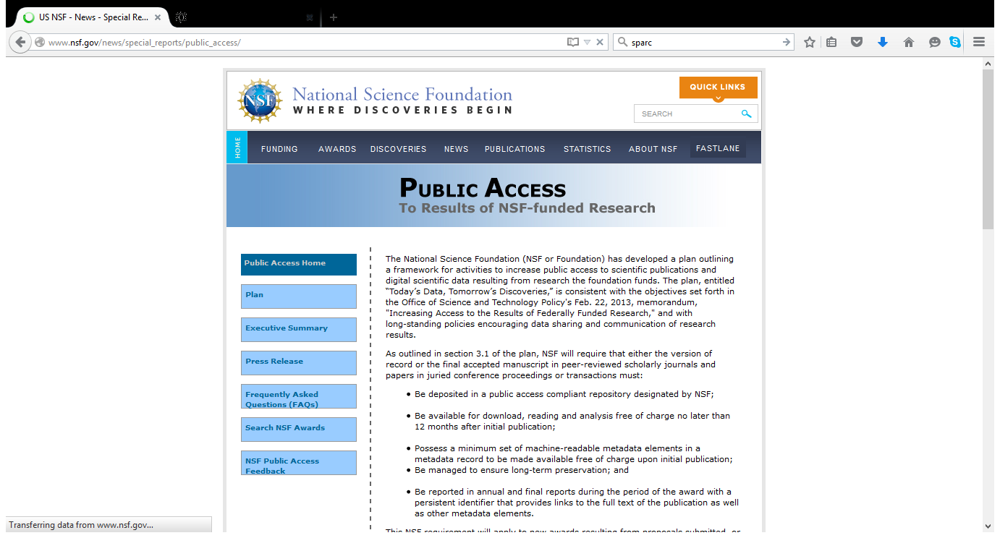 US NSF - News - Special Re...
www.nsf.gov/news/special_reports/public_access/
sparc
NSF
National Science Foundation
WHERE DISCOVERIES BEGIN
QUICK LINKS
SEARCH
HOME
FUNDING AWARDS DISCOVERIES NEWS PUBLICATIONS STATISTICS ABOUT NSF FASTLANE
PUBLIC ACCESS
To Results of NSF-funded Research
Public Access Home
Plan
Executive Summary
Press Release
Frequently Asked
Questions (FAQs)
Search NSF Awards
NSF Public Access
Feedback
The National Science Foundation (NSF or Foundation) has developed a plan outlining
a framework for activities to increase public access to scientific publications and
digital scientific data resulting from research the foundation funds. The plan, entitled
“Today’s Data, Tomorrow’s Discoveries,” is consistent with the objectives set forth in
the Office of Science and Technology Policy's Feb. 22, 2013, memorandum,
"Increasing Access to the Results of Federally Funded Research," and with
long-standing policies encouraging data sharing and communication of research
results.
As outlined in section 3.1 of the plan, NSF will require that either the version of
record or the final accepted manuscript in peer-reviewed scholarly journals and
papers in juried conference proceedings or transactions must:
• Be deposited in a public access compliant repository designated by NSF;
• Be available for download, reading and analysis free of charge no later than
12 months after initial publication;
• Possess a minimum set of machine-readable metadata elements in a
metadata record to be made available free of charge upon initial publication;
• Be managed to ensure long-term preservation; and
• Be reported in annual and final reports during the period of the award with a
persistent identifier that provides links to the full text of the publication as well
as other metadata elements.
This NSF requirement will apply to new awards resulting from proposals submitted, or
Transferring data from www.nsf.gov...